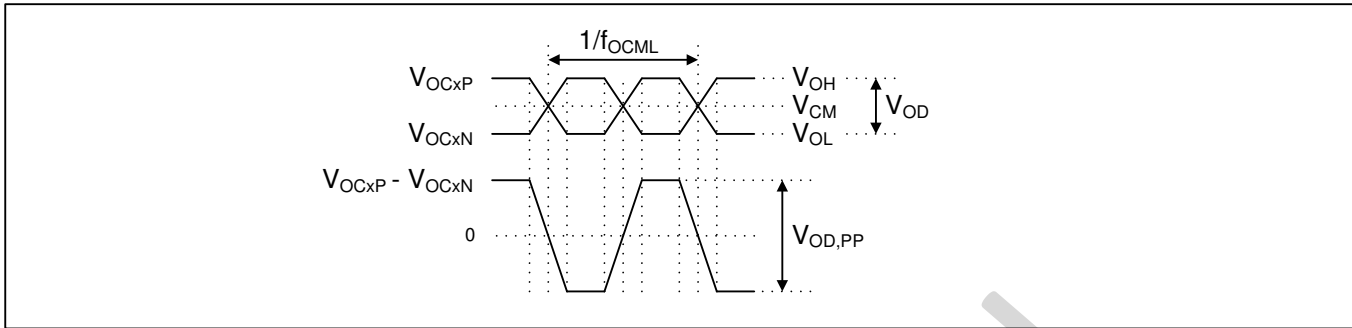 1/fOCML
VOCxP
VOH
VCM
VOD
VOCxN
VOL
VOCxP - VOCxN
0
VOD,PP